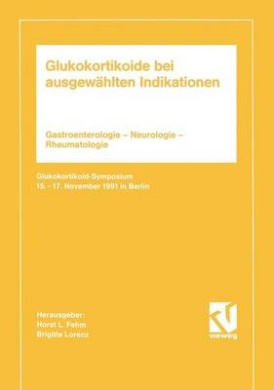 Glukokortikoide bei
ausgewählten Indikationen
Gastroenterologie – Neurologie –
Rheumatologie
Glukokortikoid-Symposium
15. – 17. November 1991 in Berlin
Herausgeber:
Horst L. Fehm
Brigitte Lorenz
vieweg